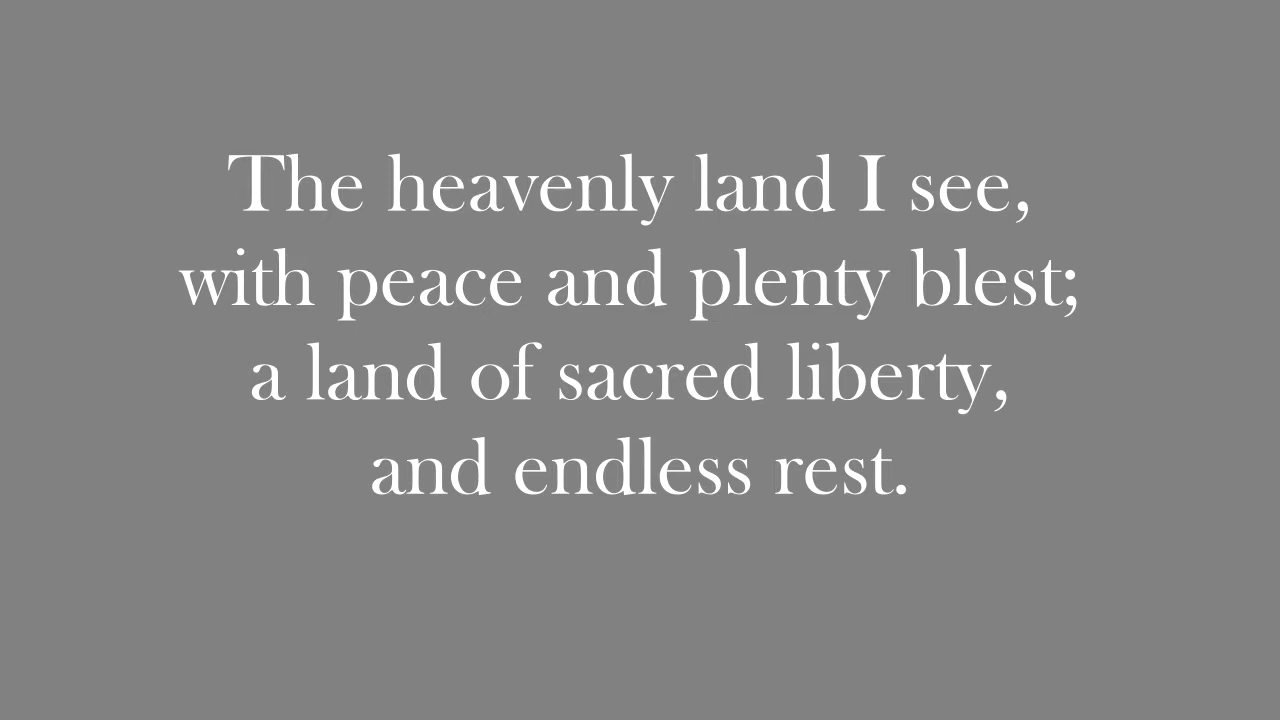 The heavenly land I see,
with peace and plenty blest;
a land of sacred liberty,
and endless rest.